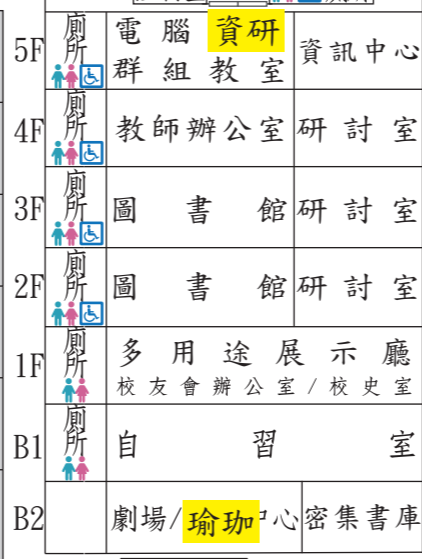 5F 廁所 電腦 資研 資訊中心
群組教室
4F 廁所 教師辦公室 研討室
3F 廁所 圖書館 研討室
2F 廁所 圖書館 研討室
1F 廁所 多用途展示廳
校友會辦公室/校史室
B1 廁所 自習室
B2 劇場/ 瑜珈 心 密集書庫